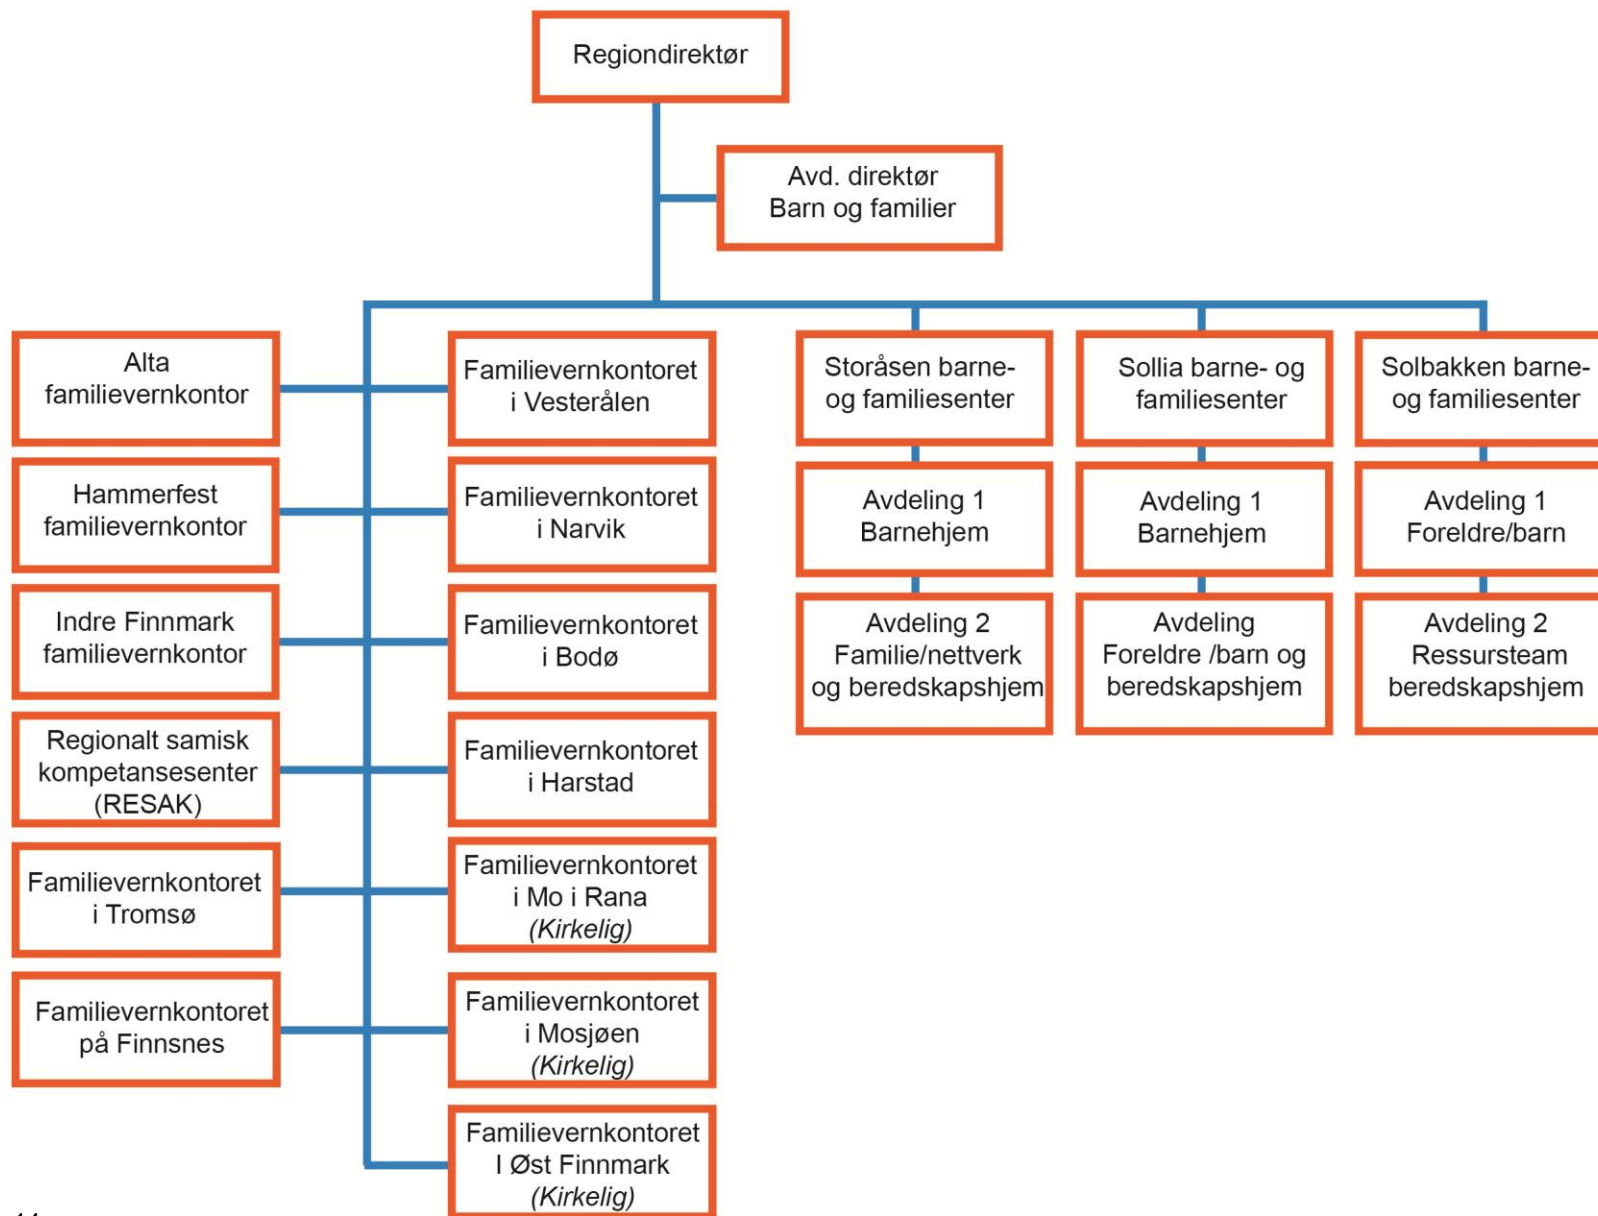 Regiondirektør
Avd. direktør
Barn og familier
Alta
familievernkontor
Hammerfest
familievernkontor
Indre Finnmark
familievernkontor
Regionalt samisk
kompetansesenter
(RESAK)
Familievernkontoret
i Tromsø
Familievernkontoret
på Finnsnes
Familievernkontoret
i Vesterålen
Familievernkontoret
i Narvik
Familievernkontoret
i Bodø
Familievernkontoret
i Harstad
Familievernkontoret
i Mo i Rana
(Kirkelig)
Familievernkontoret
i Mosjøen
(Kirkelig)
Familievernkontoret
I Øst Finnmark
(Kirkelig)
Storåsen barne-
og familiesenter
Avdeling 1
Barnehjem
Avdeling 2
Familie/nettverk
og beredskapshjem
Sollia barne- og
familiesenter
Avdeling 1
Barnehjem
Avdeling
Foreldre /barn og
beredskapshjem
Solbakken barne-
og familiesenter
Avdeling 1
Foreldre/barn
Avdeling 2
Ressursteam
beredskapshjem